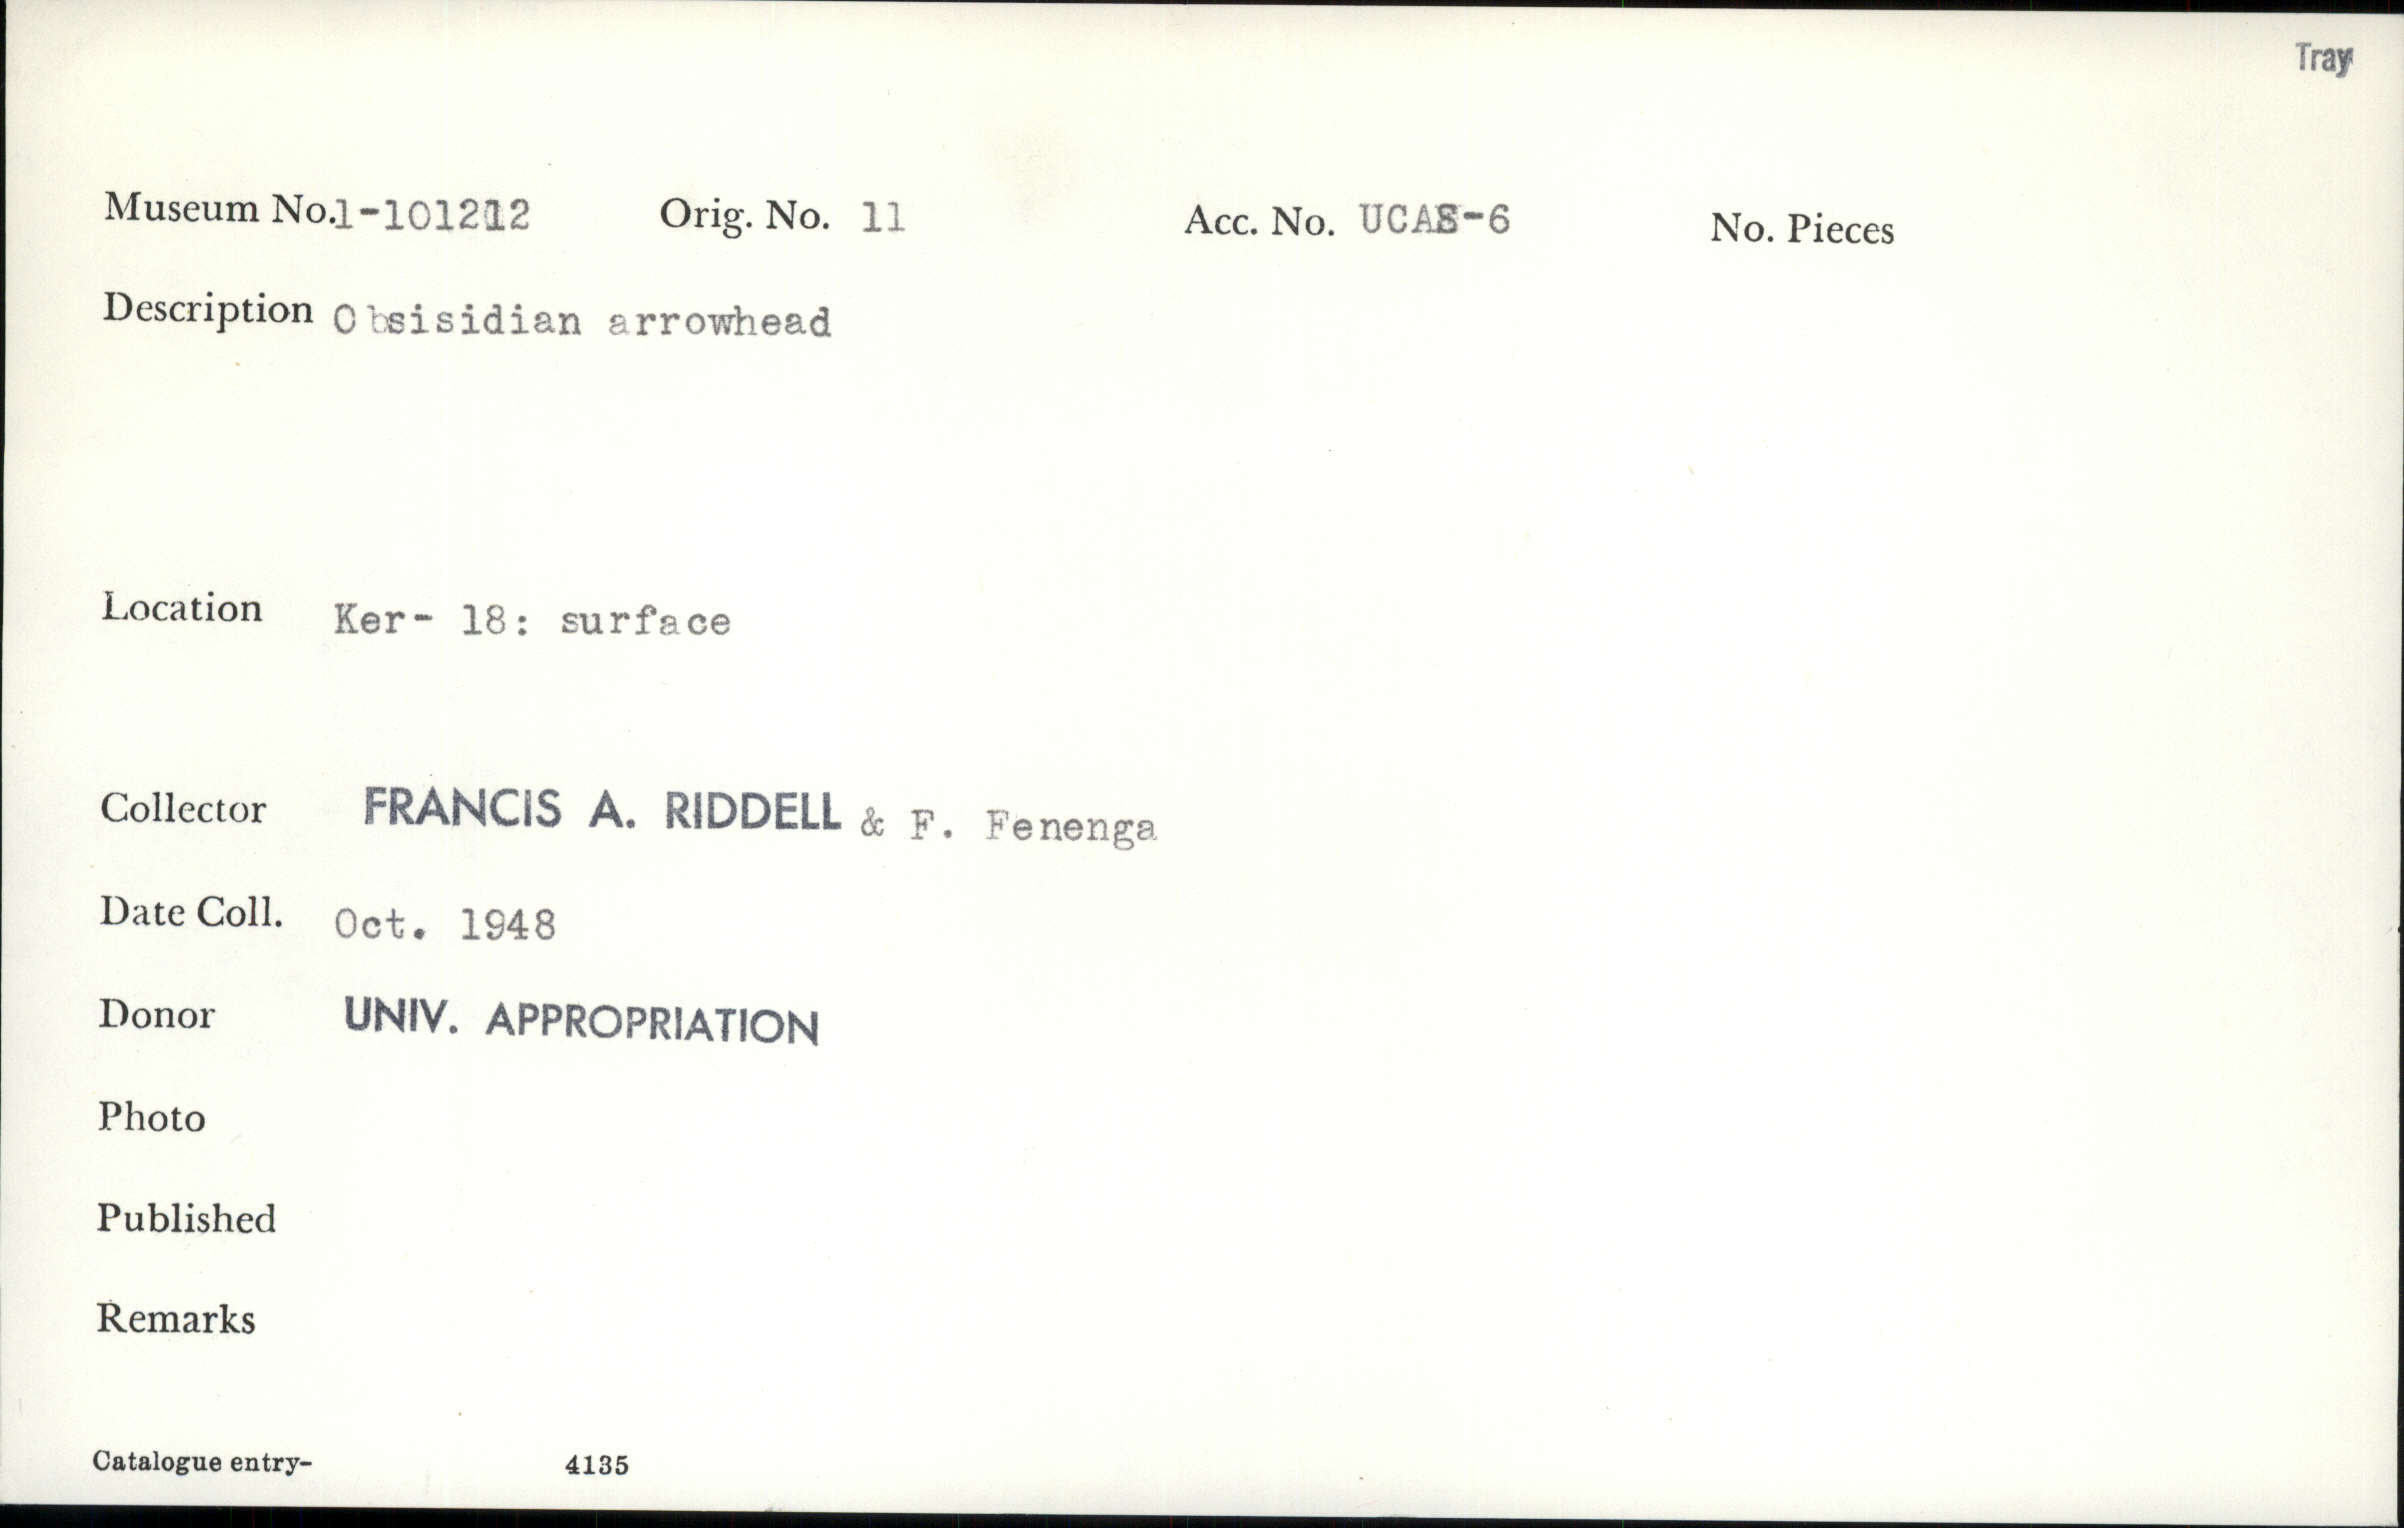 Tray
Museum No. 1-101212 Orig. No. 11 Acc. No. UCAS-6 No. Pieces
Description Obsisidian arrowhead
Location Ker- 18: surface
Collector FRANCIS A. RIDDELL & F. Fenenga
Date Coll. Oct. 1948
Donor UNIV. APPROPRIATION
Photo
Published
Remarks
Catalogue entry- 4135